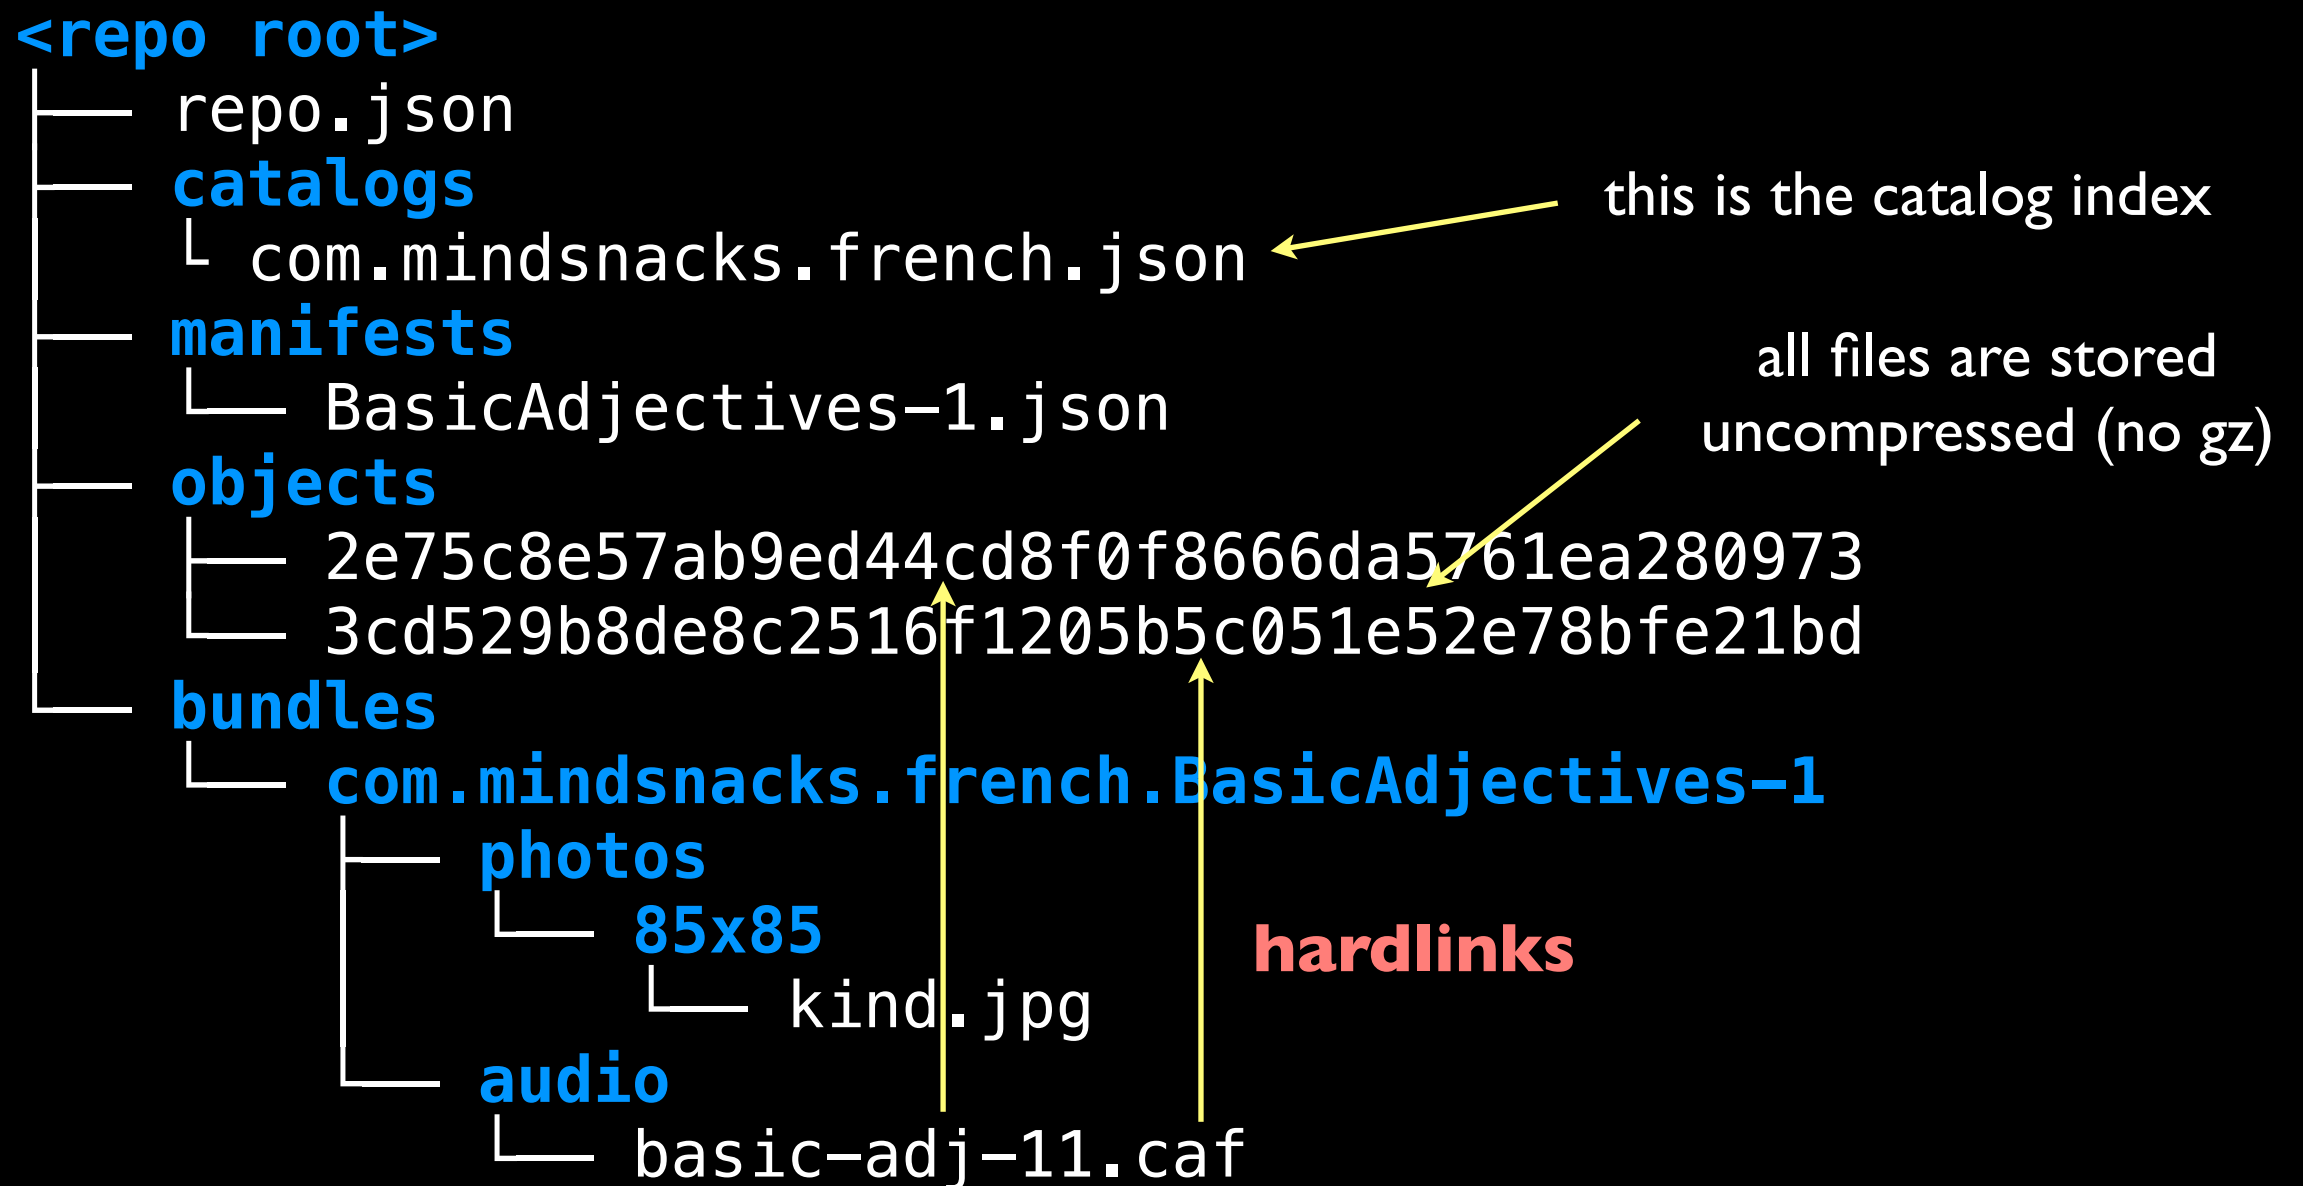 <repo root>
repo.json
catalogs
com.mindsnacks.french.json
this is the catalog index
manifests
BasicAdjectives-1.json
all files are stored
uncompressed (no gz)
objects
2e75c8e57ab9ed44cd8f0f8666da5761ea280973
3cd529b8de8c2516f1205b5c051e52e78bfe21bd
bundles
com.mindsnacks.french.BasicAdjectives-1
photos
85x85
hardlinks
kind.jpg
audio
basic-adj-11.caf